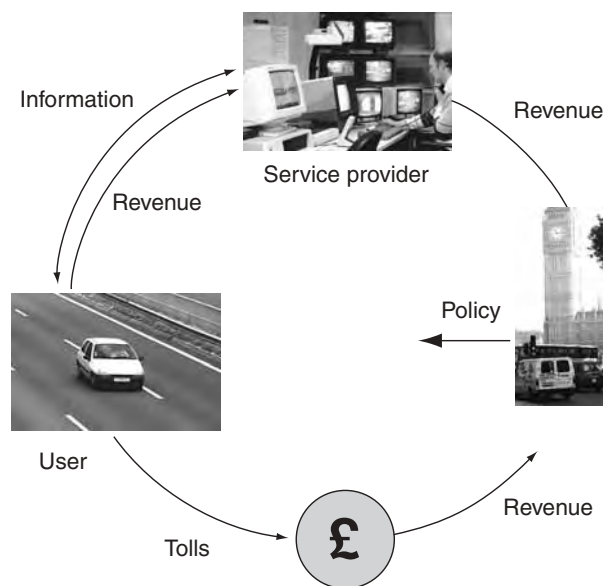 Information
Revenue
Service provider
Revenue
Policy
User
Tolls
£
Revenue